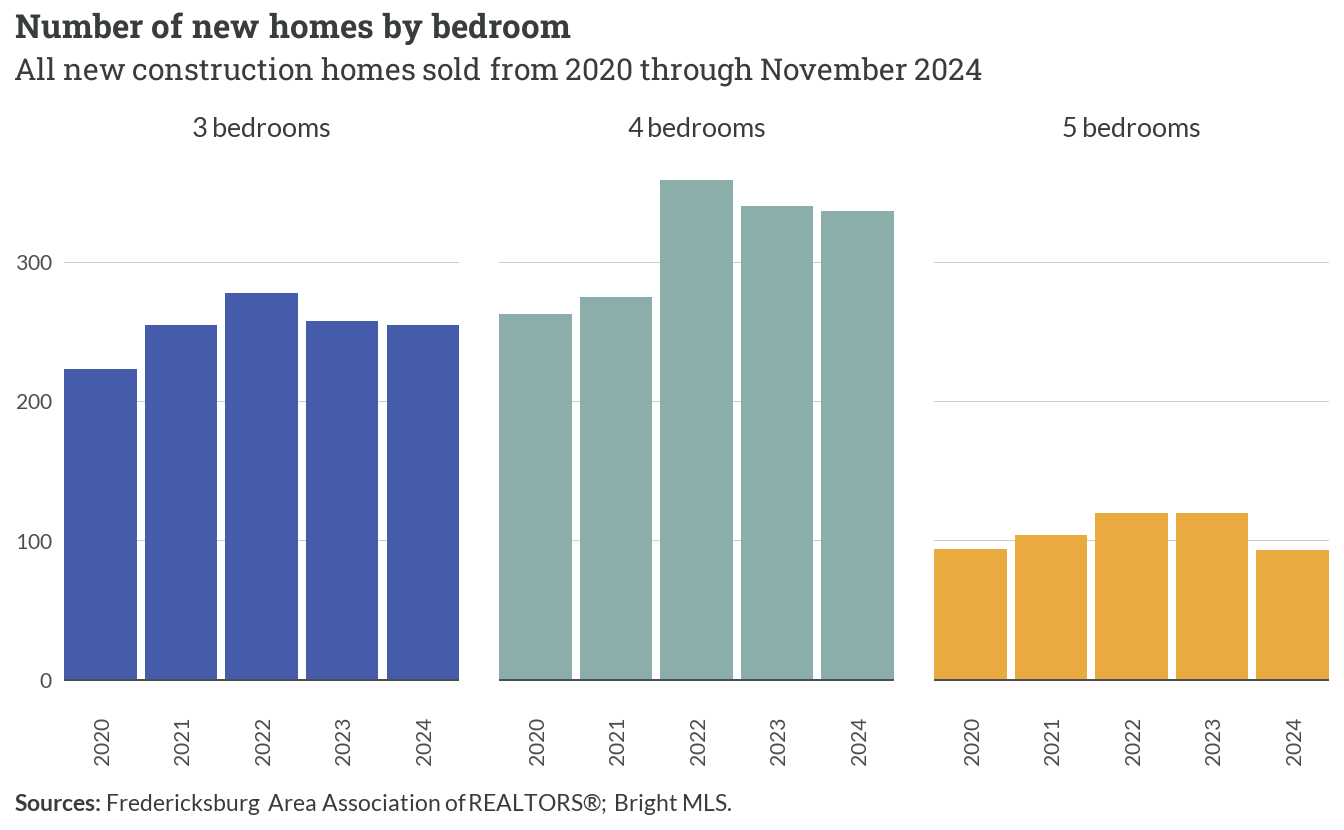 Number of new homes by bedroom
All new construction homes sold from 2020 through November 2024
3 bedrooms
4 bedrooms
5 bedrooms
300
200
100
0
2020 2021 2022 2023 2024
2020 2021 2022 2023 2024
2020 2021 2022 2023 2024
Sources: Fredericksburg Area Association of REALTORS®; Bright MLS.